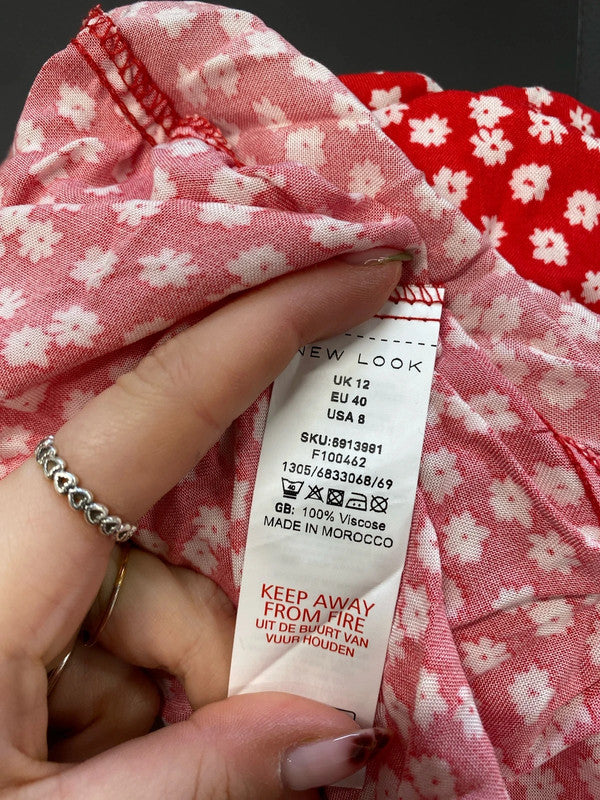 NEW LOOK
UK 12
EU 40
USA 8
SKU:6913991
F100462
1305/6833068/69
GB: 100% Viscose
MADE IN MOROCCO
KEEP AWAY
FROM FIRE
UIT DE BUURT VAN
VUUR HOUDEN